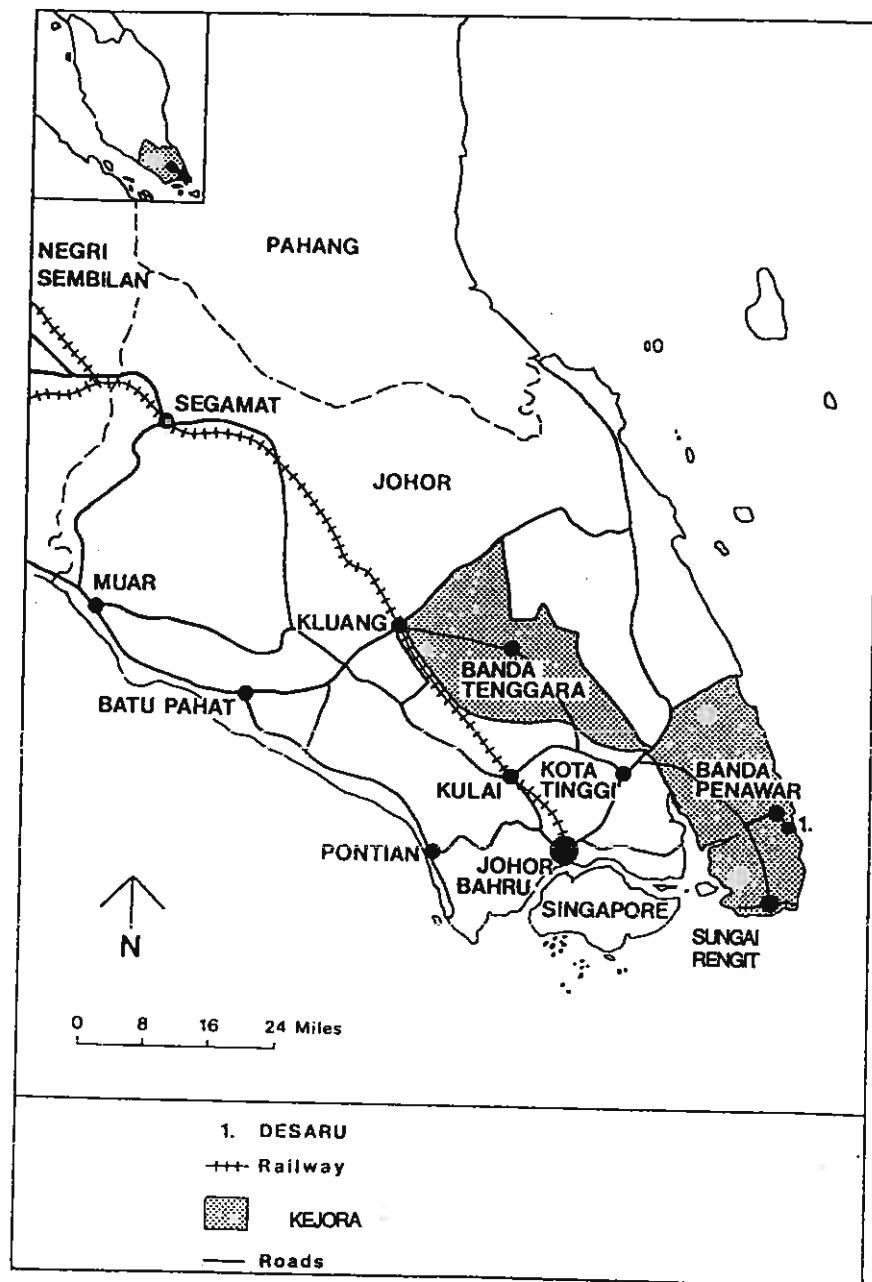 NEGRI
SEMBILAN
PAHANG
SEGAMAT
JOHOR
MUAR
KLUANG
BANDA
TENGGARA
BATU PAHAT
KULAI
KOTA
TINGGI
BANDA
PENAWAR
1.
PONTIAN
JOHOR
BAHRU
SINGAPORE
SUNGAI
RENGIT
N
0 8 16 24 Miles
1. DESARU
Railway
KEJORA
Roads